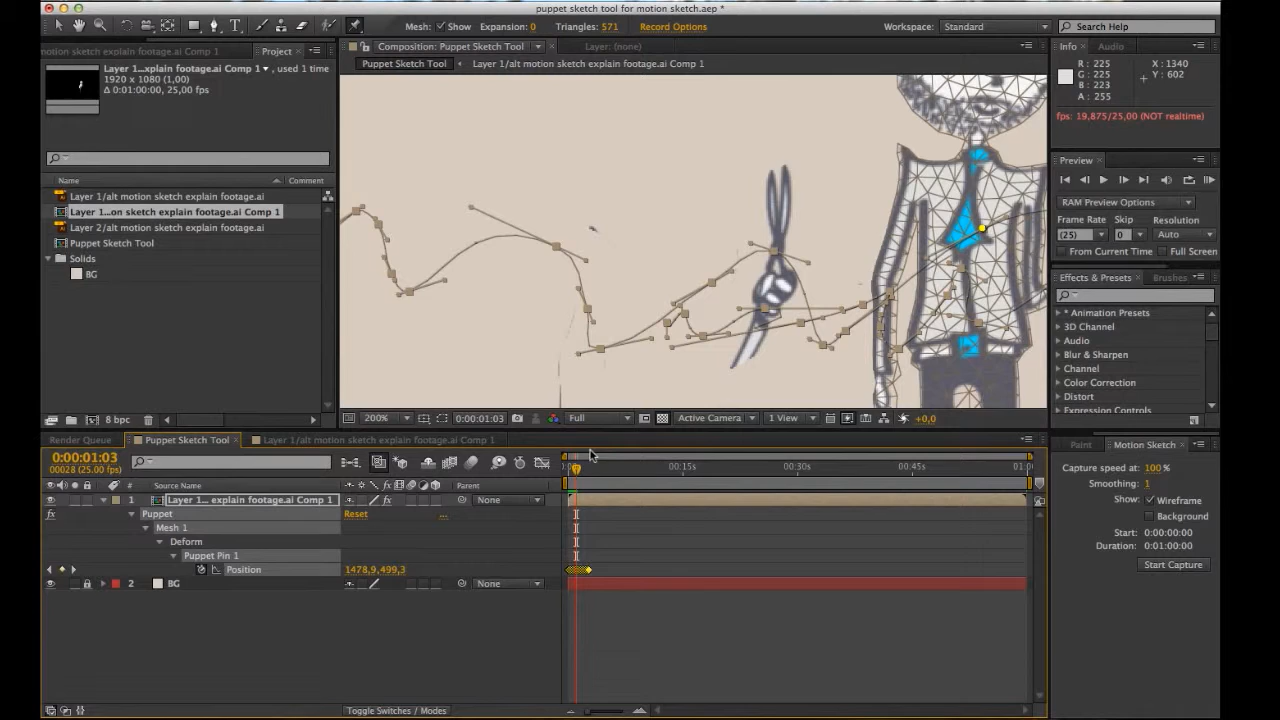 puppet sketch tool for motion sketch.aep *
Mesh: Show Expansion: 0 Triangles: 571 Record Options
Workspace: Standard
Search Help
motion sketch explain footage.ai Comp 1
Project
Layer 1...xplain footage.ai Comp 1, used 1 time
1920 x 1080 (1,00)
Δ 0:01:00:00, 25,00 fps
Name Comment
Layer 1/alt motion sketch explain footage.ai
Layer 1...on sketch explain footage.ai Comp 1
Layer 2/alt motion sketch explain footage.ai
Puppet Sketch Tool
Solids
BG
8 bpc
Composition: Puppet Sketch Tool Layer: (none)
Puppet Sketch Tool Layer 1/alt motion sketch explain footage.ai Comp 1
200% 0:00:01:03 Full Active Camera 1 View +0,0
Info Audio
R: 225 X: 1340
G: 225 Y: 602
B: 223
A: 255
fps: 19,875/25,00 (NOT realtime)
Preview
RAM Preview Options
Frame Rate Skip Resolution
(25) 0 Auto
From Current Time Full Screen
Effects & Presets Brushes
* Animation Presets
3D Channel
Audio
Blur & Sharpen
Channel
Color Correction
Distort
Expression Controls
Render Queue Puppet Sketch Tool Layer 1/alt motion sketch explain footage.ai Comp 1
0:00:01:03
00028 (25.00 fps)
00:15s 00:30s 00:45s
# Source Name Parent
1 Layer 1... explain footage.ai Comp 1 None
Puppet Reset ...
Mesh 1
Deform
Puppet Pin 1
Position 1478,9,499,3
2 BG None
Toggle Switches / Modes
Paint Motion Sketch
Capture speed at: 100 %
Smoothing: 1
Show: Wireframe
Background
Start: 0:00:00:00
Duration: 0:01:00:00
Start Capture